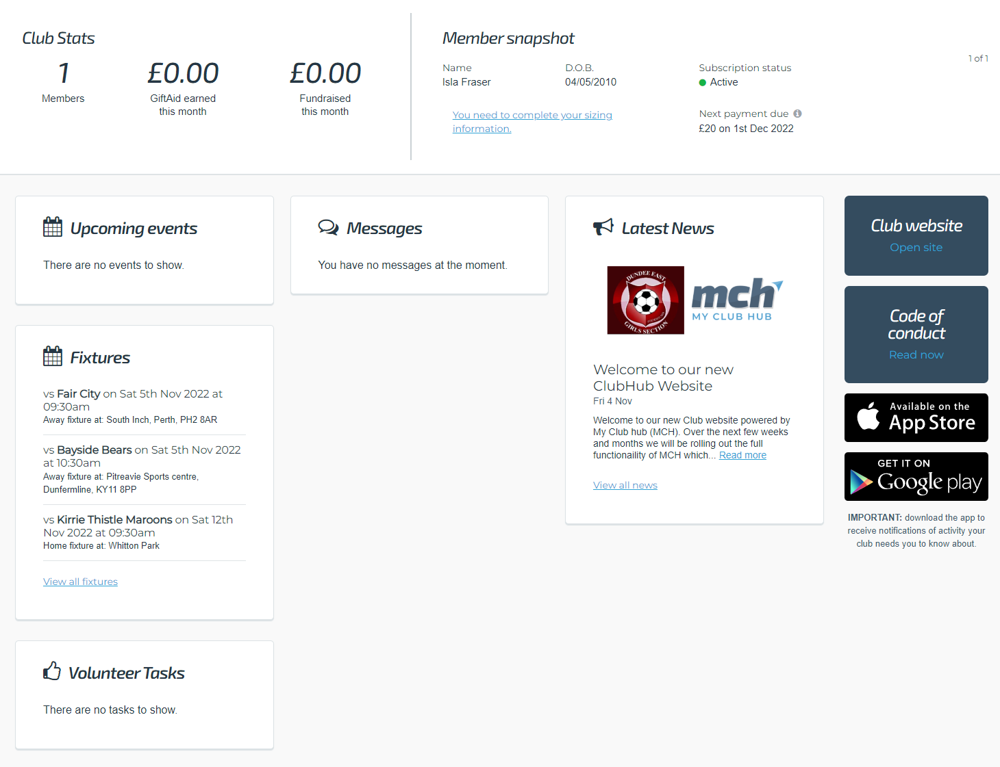 Club Stats
1
Members
£0.00
GiftAid earned
this month
£0.00
Fundraised
this month
Member snapshot
1 of 1
Name
Isla Fraser
D.O.B.
04/05/2010
Subscription status
Active
You need to complete your sizing
information.
Next payment due
£20 on 1st Dec 2022
Upcoming events
There are no events to show.
Fixtures
vs Fair City on Sat 5th Nov 2022 at
09:30am
Away fixture at: South Inch, Perth, PH2 8AR
vs Bayside Bears on Sat 5th Nov 2022
at 10:30am
Away fixture at: Pitreavie Sports centre,
Dunfermline, KY11 8PP
vs Kirrie Thistle Maroons on Sat 12th
Nov 2022 at 09:30am
Home fixture at: Whitton Park
View all fixtures
Volunteer Tasks
There are no tasks to show.
Messages
You have no messages at the moment.
Latest News
DUNDEE EAST
GIRLS SECTION
mch
MY CLUB HUB
Welcome to our new
ClubHub Website
Fri 4 Nov
Welcome to our new Club website powered by
My Club hub (MCH). Over the next few weeks
and months we will be rolling out the full
functionaility of MCH which... Read more
View all news
Club website
Open site
Code of
conduct
Read now
Available on the
App Store
GET IT ON
Google play
IMPORTANT: download the app to
receive notifications of activity your
club needs you to know about.